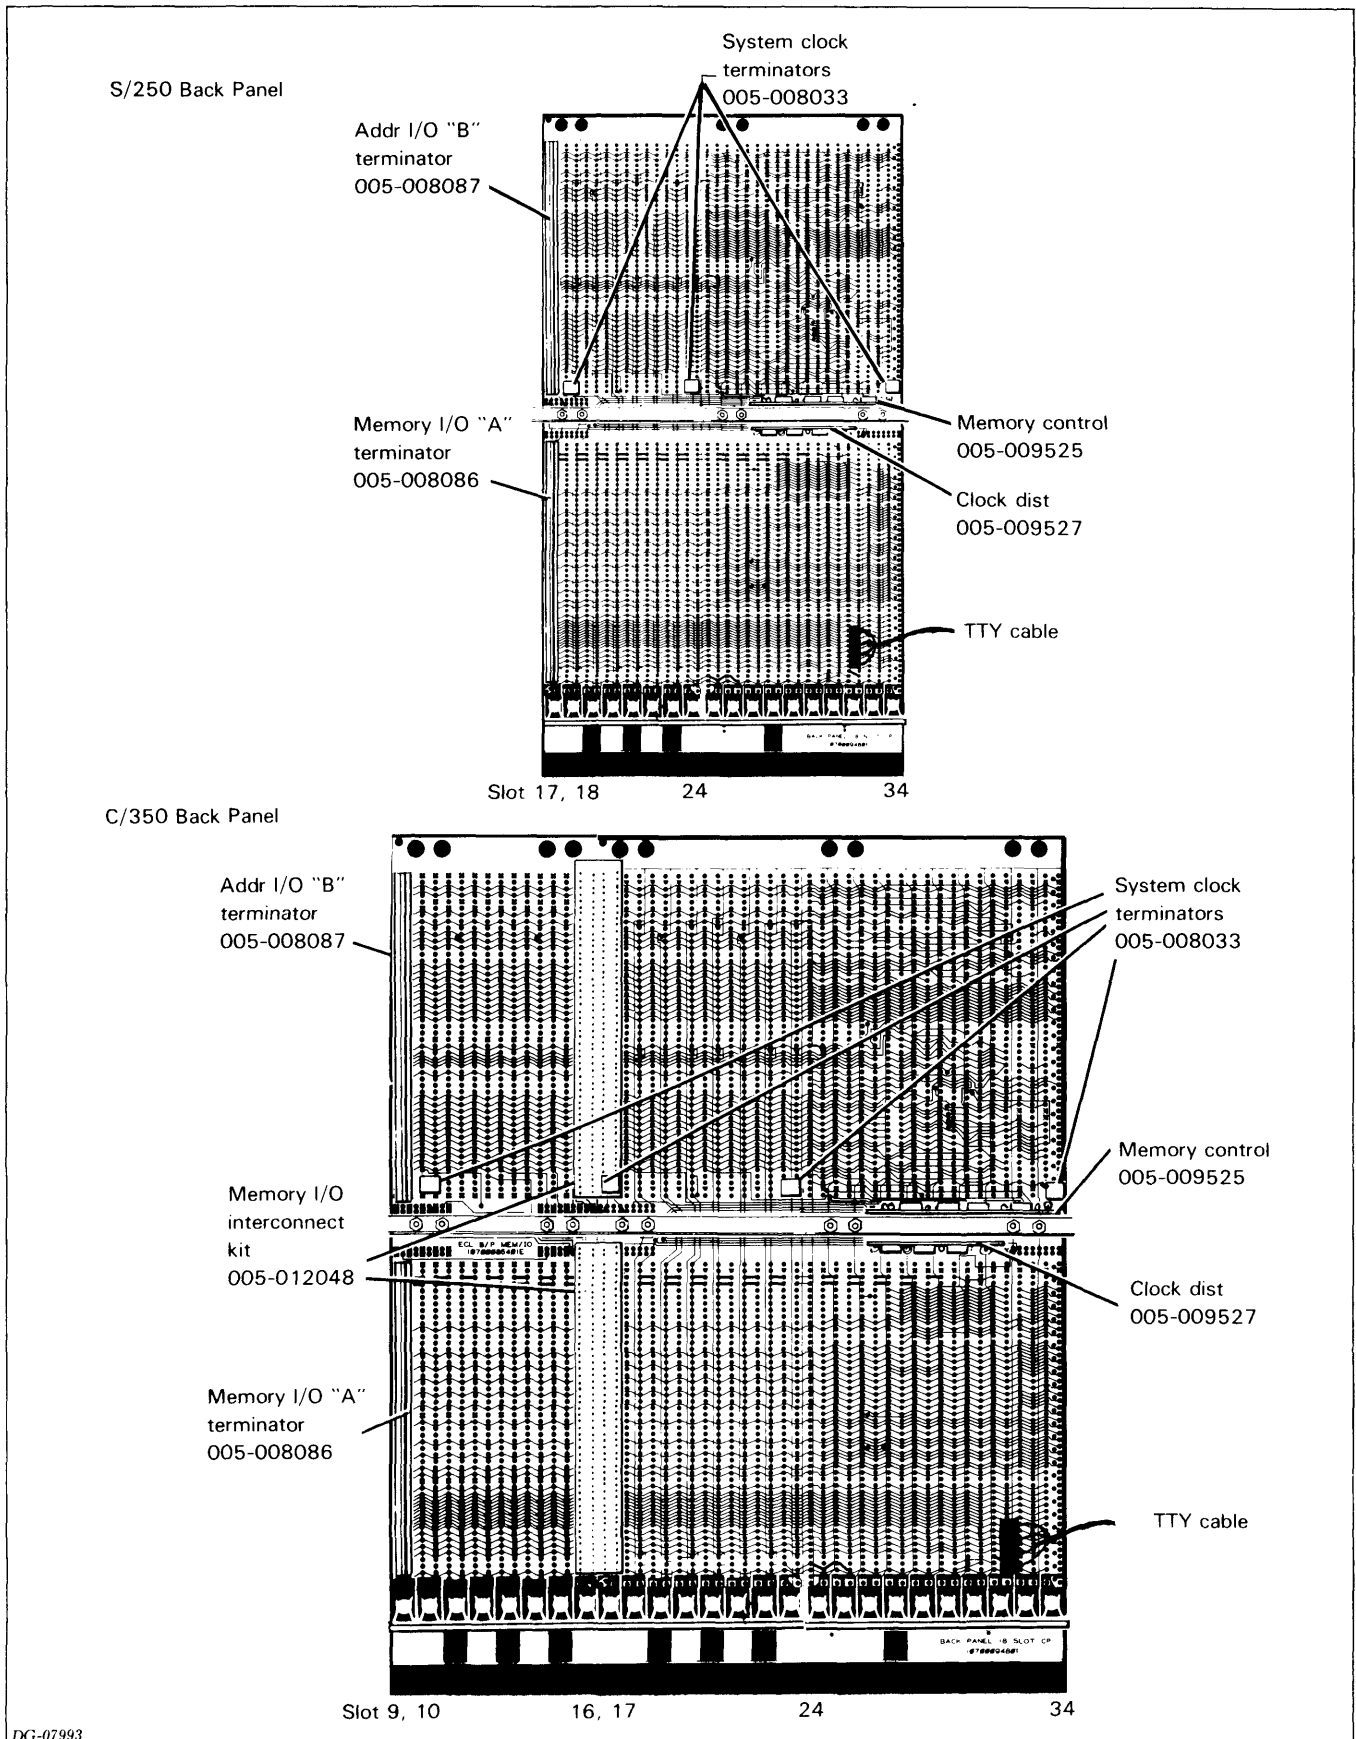 S/250 Back Panel
System clock
terminators
005-008033
Addr I/O "B"
terminator
005-008087
Memory I/O "A"
terminator
005-008086
Memory control
005-009525
Clock dist
005-009527
TTY cable
Slot 17, 18
24
34
C/350 Back Panel
Addr I/O "B"
terminator
005-008087
System clock
terminators
005-008033
Memory control
005-009525
Memory I/O
interconnect
kit
005-012048
ECL B/P MEM/IO
Clock dist
005-009527
Memory I/O "A"
terminator
005-008086
TTY cable
BACK PANEL 18 SLOT CP
Slot 9, 10
16, 17
24
34
DG-07993